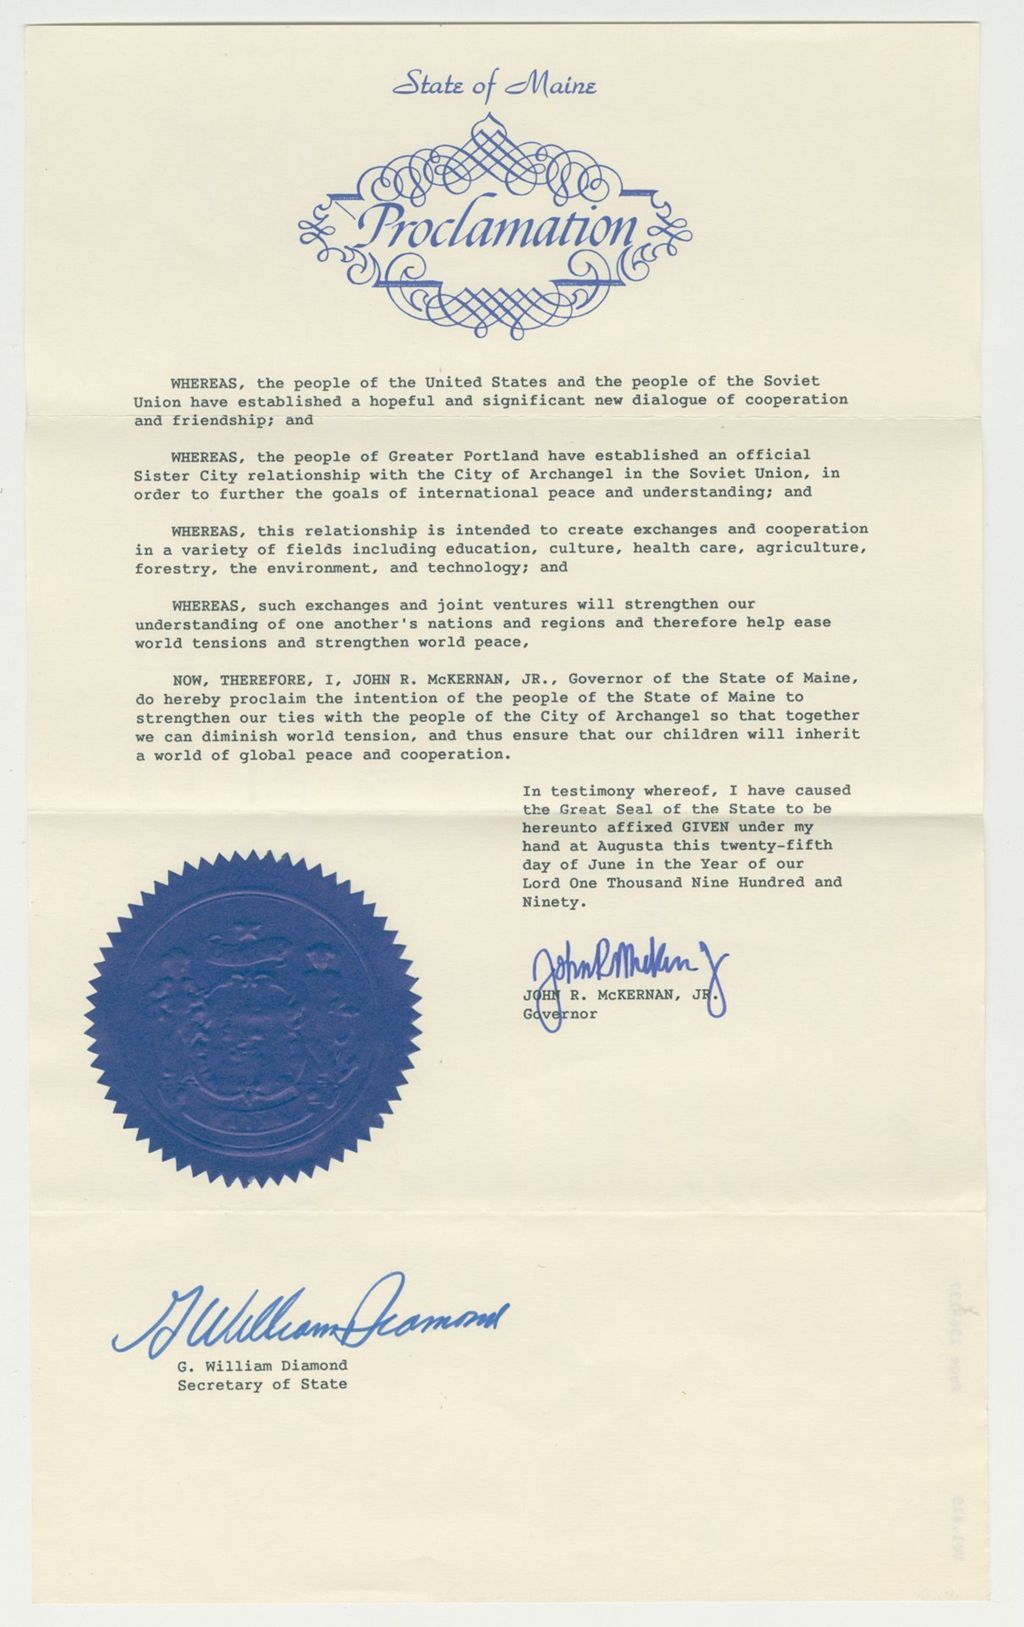 State of Maine
Proclamation
WHEREAS, the people of the United States and the people of the Soviet
Union have established a hopeful and significant new dialogue of cooperation
and friendship; and
WHEREAS, the people of Greater Portland have established an official
Sister City relationship with the City of Archangel in the Soviet Union, in
order to further the goals of international peace and understanding; and
WHEREAS, this relationship is intended to create exchanges and cooperation
in a variety of fields including education, culture, health care, agriculture,
forestry, the environment, and technology; and
WHEREAS, such exchanges and joint ventures will strengthen our
understanding of one another's nations and regions and therefore help ease
world tensions and strengthen world peace,
NOW, THEREFORE, I, JOHN R. McKERNAN, JR., Governor of the State of Maine,
do hereby proclaim the intention of the people of the State of Maine to
strengthen our ties with the people of the City of Archangel so that together
we can diminish world tension, and thus ensure that our children will inherit
a world of global peace and cooperation.
In testimony whereof, I have caused
the Great Seal of the State to be
hereunto affixed GIVEN under my
hand at Augusta this twenty-fifth
day of June in the Year of our
Lord One Thousand Nine Hundred and
Ninety.
JOHN R. McKERNAN, JR.
Governor
G William Diamond
G. William Diamond
Secretary of State